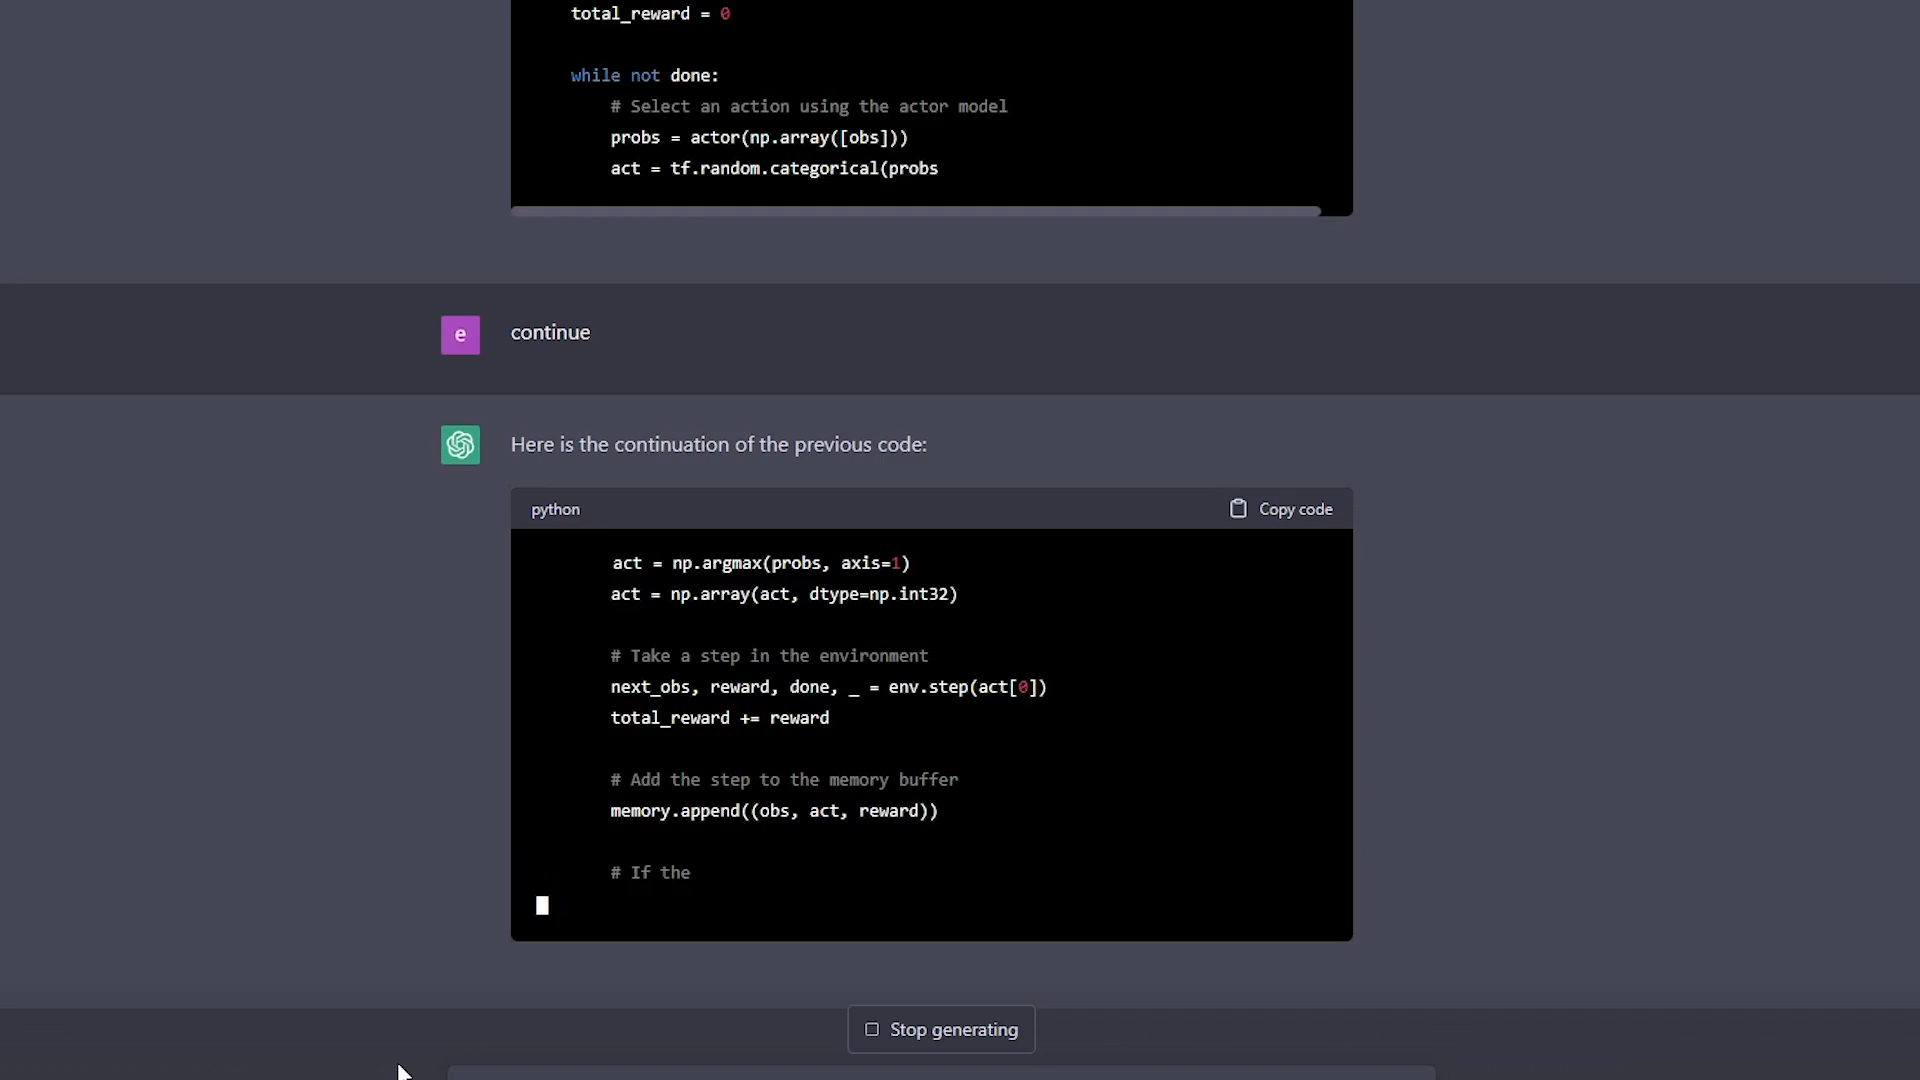 total_reward = 0
while not done:
# Select an action using the actor model
probs = actor(np.array([obs]))
act = tf.random.categorical(probs
e
continue
Here is the continuation of the previous code:
python
Copy code
act = np.argmax(probs, axis=1)
act = np.array(act, dtype=np.int32)
# Take a step in the environment
next_obs, reward, done, _ = env.step(act[0])
total_reward += reward
# Add the step to the memory buffer
memory.append((obs, act, reward))
# If the
Stop generating